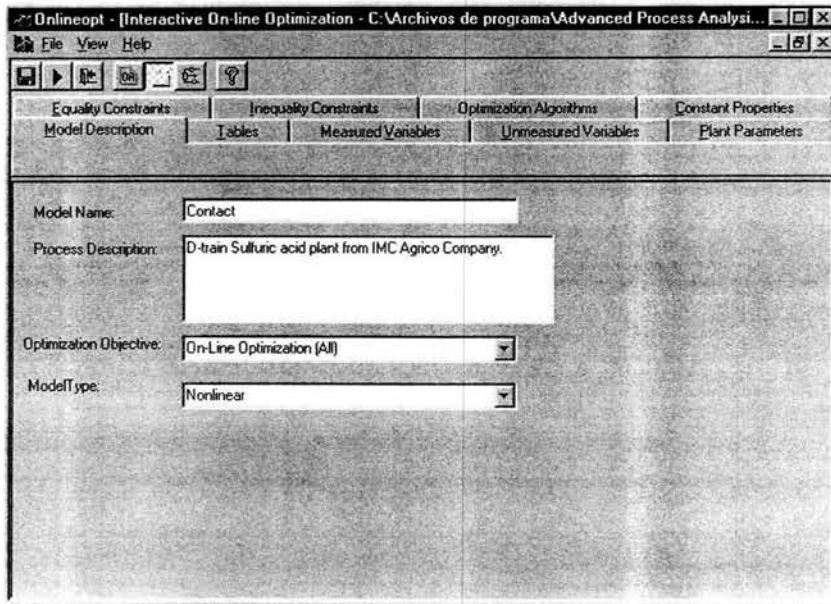 Onlineopt - [Interactive On-line Optimization - C:\Archivos de programa\Advanced Process Analysi...
File View Help
Equality Constraints Inequality Constraints Optimization Algorithms Constant Properties
Model Description Tables Measured Variables Unmeasured Variables Plant Parameters
Model Name: Contact
Process Description: D-train Sulfuric acid plant from IMC Agrico Company.
Optimization Objective: On-Line Optimization (All)
ModelType: Nonlinear